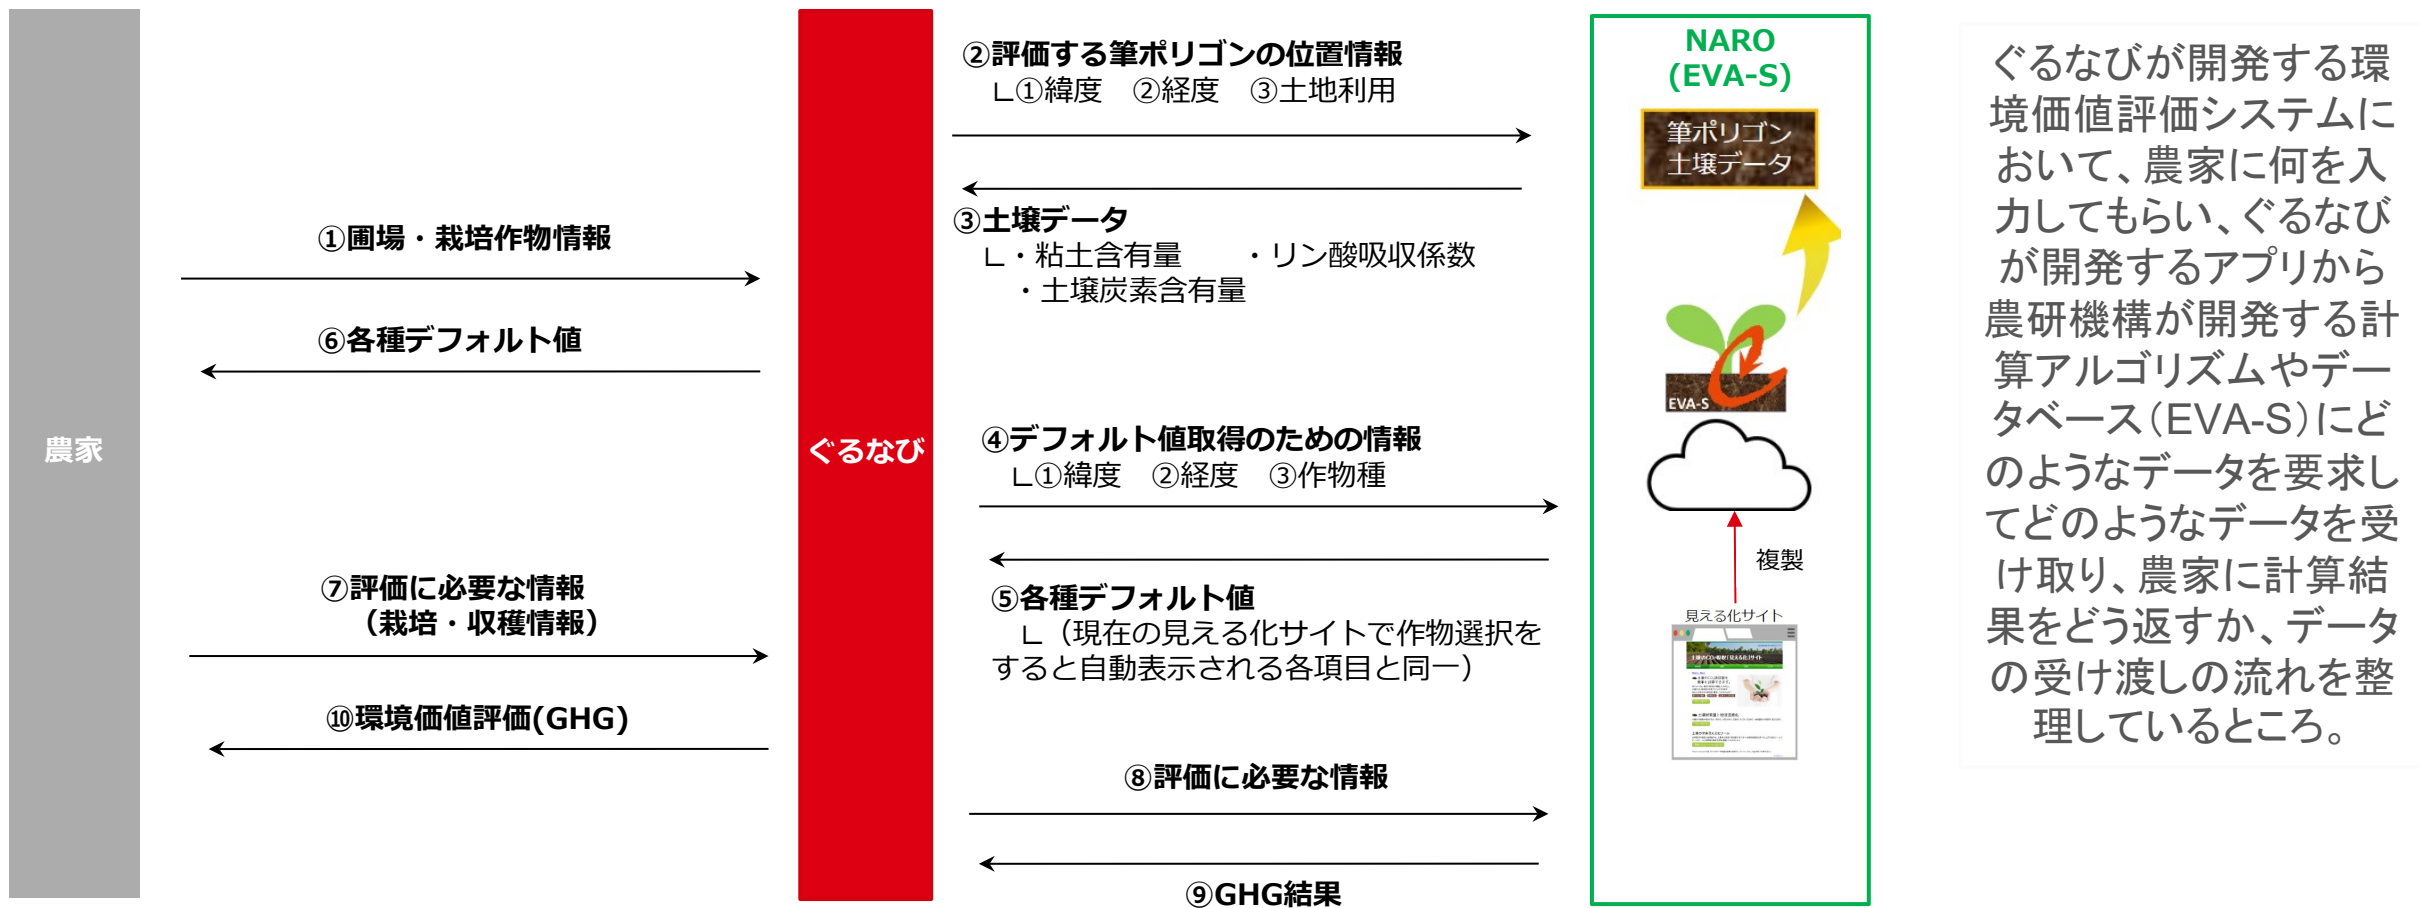 農家
ぐるなび
①圃場・栽培作物情報
⑥各種デフォルト値
⑦評価に必要な情報
（栽培・収穫情報）
⑩環境価値評価(GHG)
②評価する筆ポリゴンの位置情報
∟①緯度　②経度　③土地利用
③土壌データ
∟・粘土含有量　　・リン酸吸収係数
・土壌炭素含有量
④デフォルト値取得のための情報
∟①緯度　②経度　③作物種
⑤各種デフォルト値
∟（現在の見える化サイトで作物選択を
すると自動表示される各項目と同一）
⑧評価に必要な情報
⑨GHG結果
NARO
(EVA-S)
筆ポリゴン
土壌データ
EVA-S
複製
見える化サイト
ぐるなびが開発する環
境価値評価システムに
おいて、農家に何を入
力してもらい、ぐるなび
が開発するアプリから
農研機構が開発する計
算アルゴリズムやデー
タベース（EVA-S）にど
のようなデータを要求し
てどのようなデータを受
け取り、農家に計算結
果をどう返すか、データ
の受け渡しの流れを整
理しているところ。